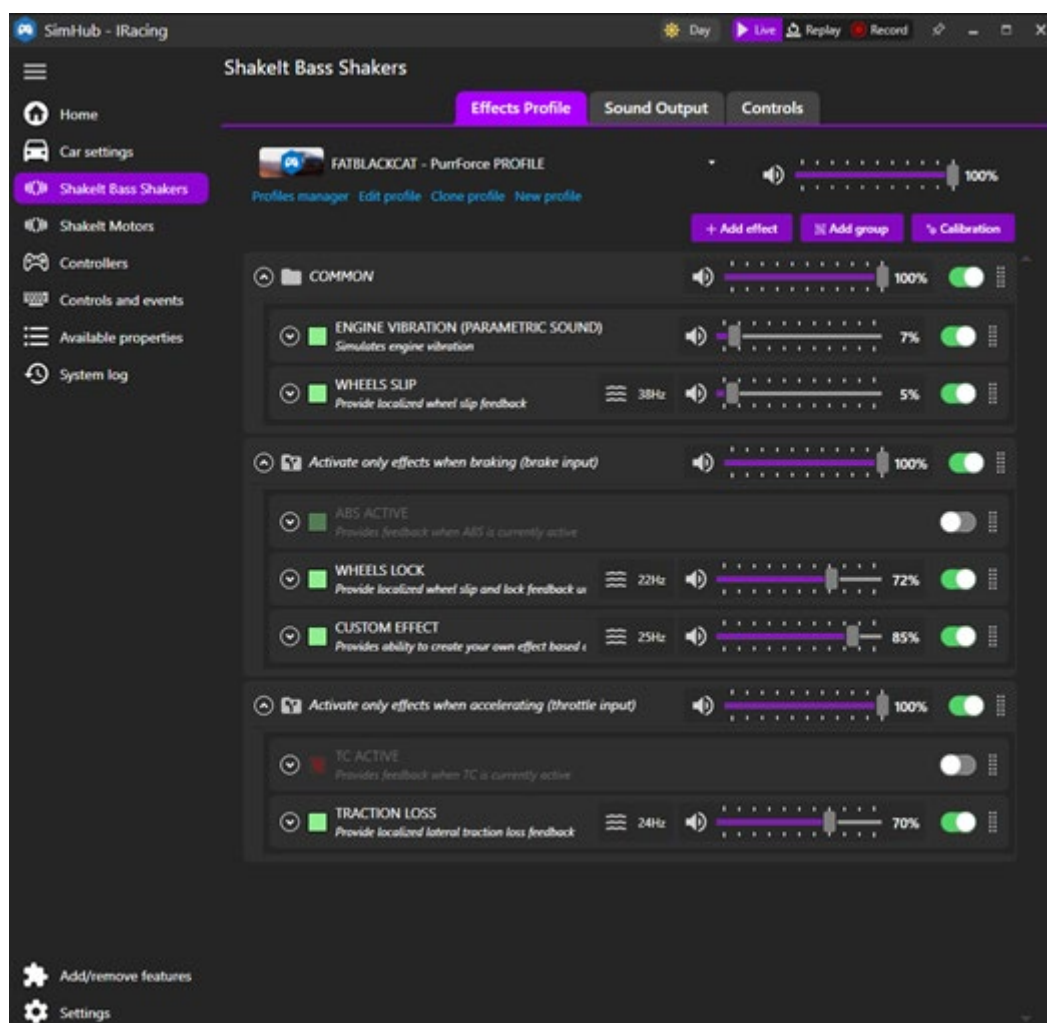 SimHub - IRacing
Day
Live
Replay
Record
ShakeIt Bass Shakers
Home
Car settings
ShakeIt Bass Shakers
ShakeIt Motors
Controllers
Controls and events
Available properties
System log
Add/remove features
Settings
Effects Profile
Sound Output
Controls
FATBLACKCAT - PurrForce PROFILE
100%
Profiles manager Edit profile Clone profile New profile
+ Add effect
Add group
Calibration
COMMON
100%
ENGINE VIBRATION (PARAMETRIC SOUND)
Simulates engine vibration
7%
WHEELS SLIP
Provide localized wheel slip feedback
38Hz
5%
Activate only effects when braking (brake input)
100%
ABS ACTIVE
Provides feedback when ABS is currently active
WHEELS LOCK
Provide localized wheel slip and lock feedback u
22Hz
72%
CUSTOM EFFECT
Provides ability to create your own effect based
25Hz
85%
Activate only effects when accelerating (throttle input)
100%
TC ACTIVE
Provides feedback when TC is currently active
TRACTION LOSS
Provide localized lateral traction loss feedback
24Hz
70%